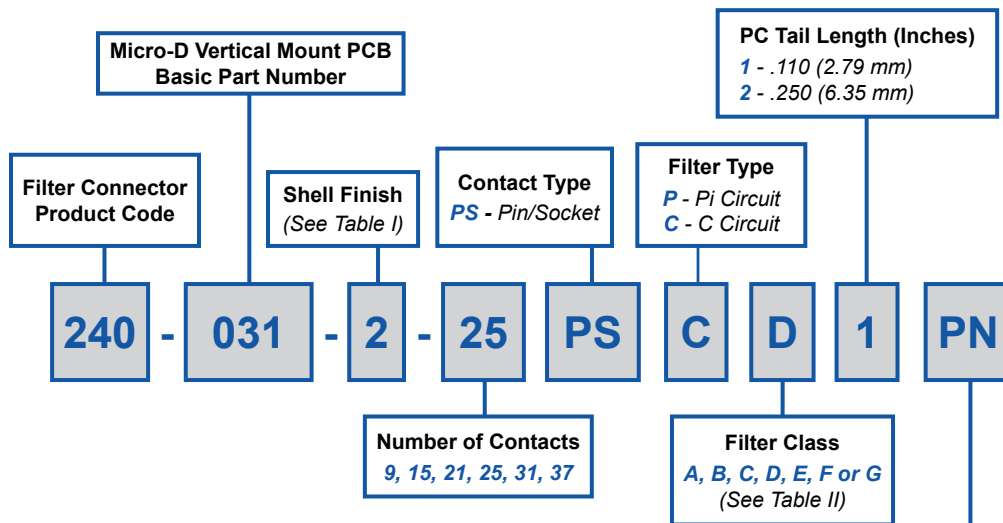 Micro-D Vertical Mount PCB
Basic Part Number
PC Tail Length (Inches)
1 - .110 (2.79 mm)
2 - .250 (6.35 mm)
Filter Connector
Product Code
Shell Finish
(See Table I)
Contact Type
PS - Pin/Socket
Filter Type
P - Pi Circuit
C - C Circuit
240 - 031 - 2 - 25 PS C D 1 PN
Number of Contacts
9, 15, 21, 25, 31, 37
Filter Class
A, B, C, D, E, F or G
(See Table II)